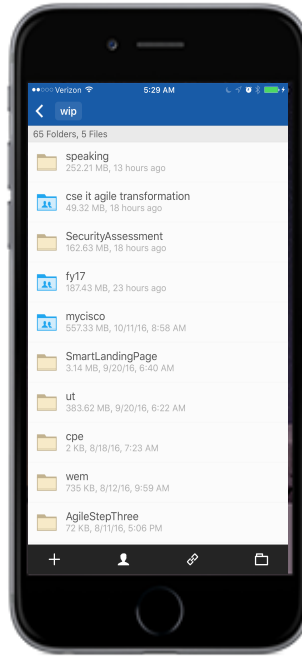 Verizon
5:29 AM
wip
65 Folders, 5 Files
speaking
252.21 MB, 13 hours ago
cse it agile transformation
49.32 MB, 18 hours ago
SecurityAssessment
162.63 MB, 18 hours ago
fy17
187.43 MB, 23 hours ago
mycisco
557.33 MB, 10/11/16, 8:58 AM
SmartLandingPage
3.14 MB, 9/20/16, 6:40 AM
ut
383.62 MB, 9/20/16, 6:22 AM
cpe
2 KB, 8/18/16, 7:23 AM
wem
735 KB, 8/12/16, 9:59 AM
AgileStepThree
72 KB, 8/11/16, 5:06 PM